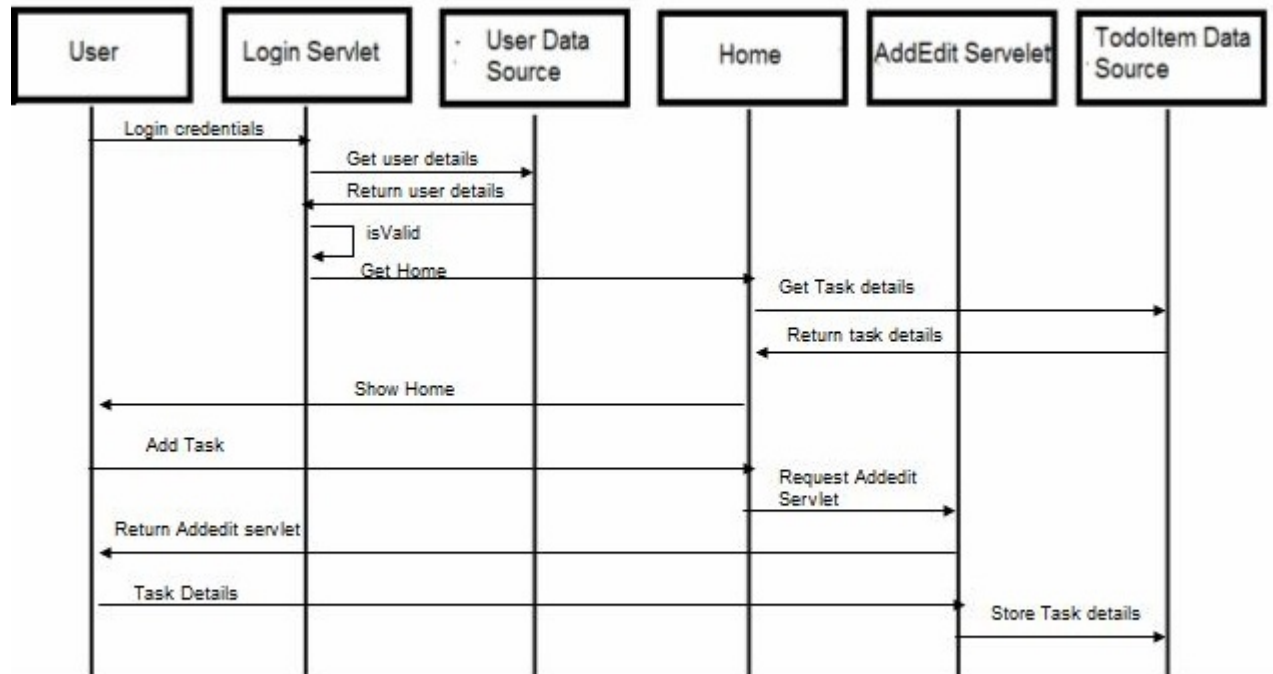 User
Login Servlet
User Data
Source
Home
AddEdit Servelet
TodoItem Data
Source
Login credentials
Get user details
Return user details
isValid
Get Home
Get Task details
Return task details
Show Home
Add Task
Request Addedit
Servlet
Return Addedit servlet
Task Details
Store Task details